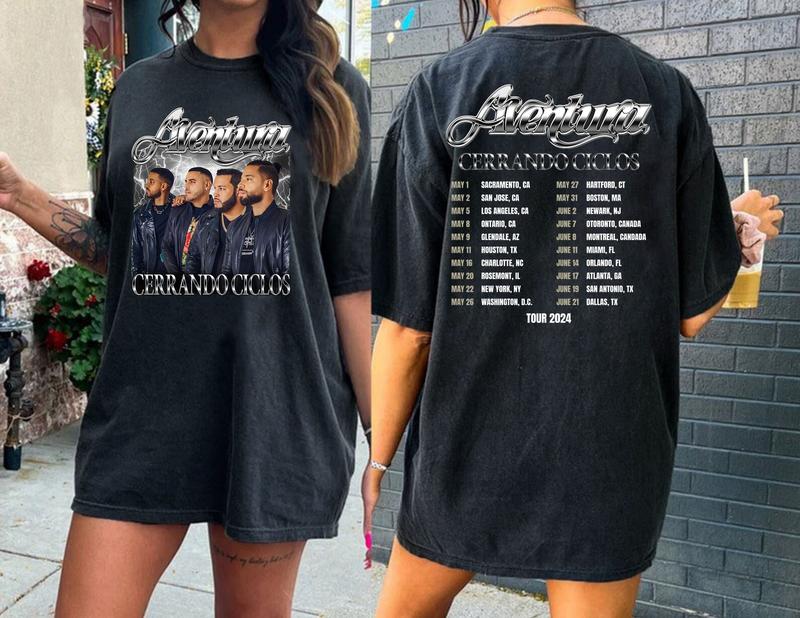 Aventura
CERRANDO CICLOS
Aventura
CERRANDO CICLOS
MAY 1 SACRAMENTO, CA
MAY 2 SAN JOSE, CA
MAY 5 LOS ANGELES, CA
MAY 8 ONTARIO, CA
MAY 9 GLENDALE, AZ
MAY 11 HOUSTON, TX
MAY 16 CHARLOTTE, NC
MAY 20 ROSEMONT, IL
MAY 22 NEW YORK, NY
MAY 26 WASHINGTON, D.C.
MAY 27 HARTFORD, CT
MAY 31 BOSTON, MA
JUNE 2 NEWARK, NJ
JUNE 7 OTORONTO, CANADA
JUNE 8 MONTREAL, CANDADA
JUNE 11 MIAMI, FL
JUNE 14 ORLANDO, FL
JUNE 17 ATLANTA, GA
JUNE 19 SAN ANTONIO, TX
JUNE 21 DALLAS, TX
TOUR 2024